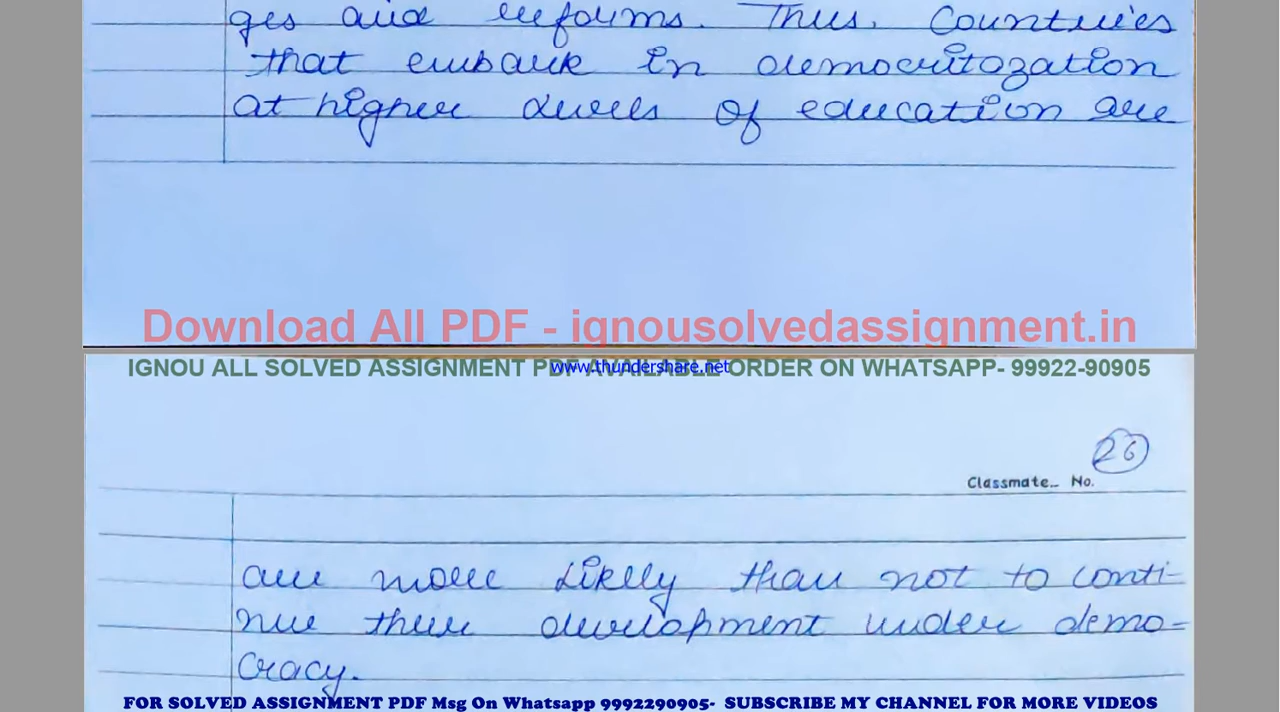 ges and reforms. Thus, Countries
that embark in democritozation
at higher levels of education are
Download All PDF - ignousolvedassignment.in
IGNOU ALL SOLVED ASSIGNMENT PDF AVAILABLE ORDER ON WHATSAPP- 99922-90905
www.thundershare.net
26
Classmate_ No.
are more likely than not to conti-
nue there development under demo-
cracy.
FOR SOLVED ASSIGNMENT PDF Msg On Whatsapp 9992290905- SUBSCRIBE MY CHANNEL FOR MORE VIDEOS